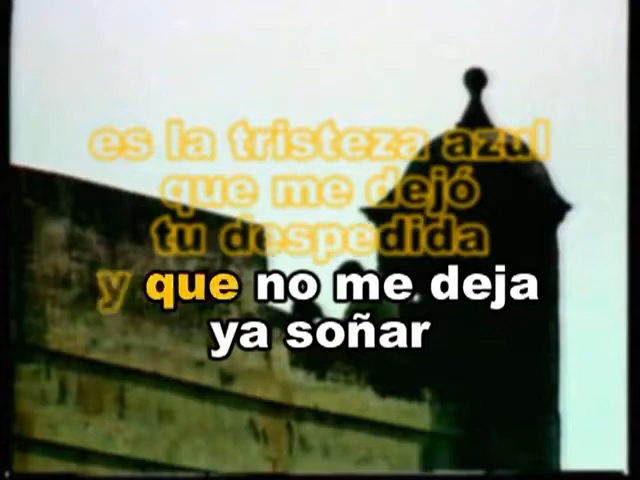 es la tristeza azul
que me dejó
tu despedida
y que no me deja
ya soñar